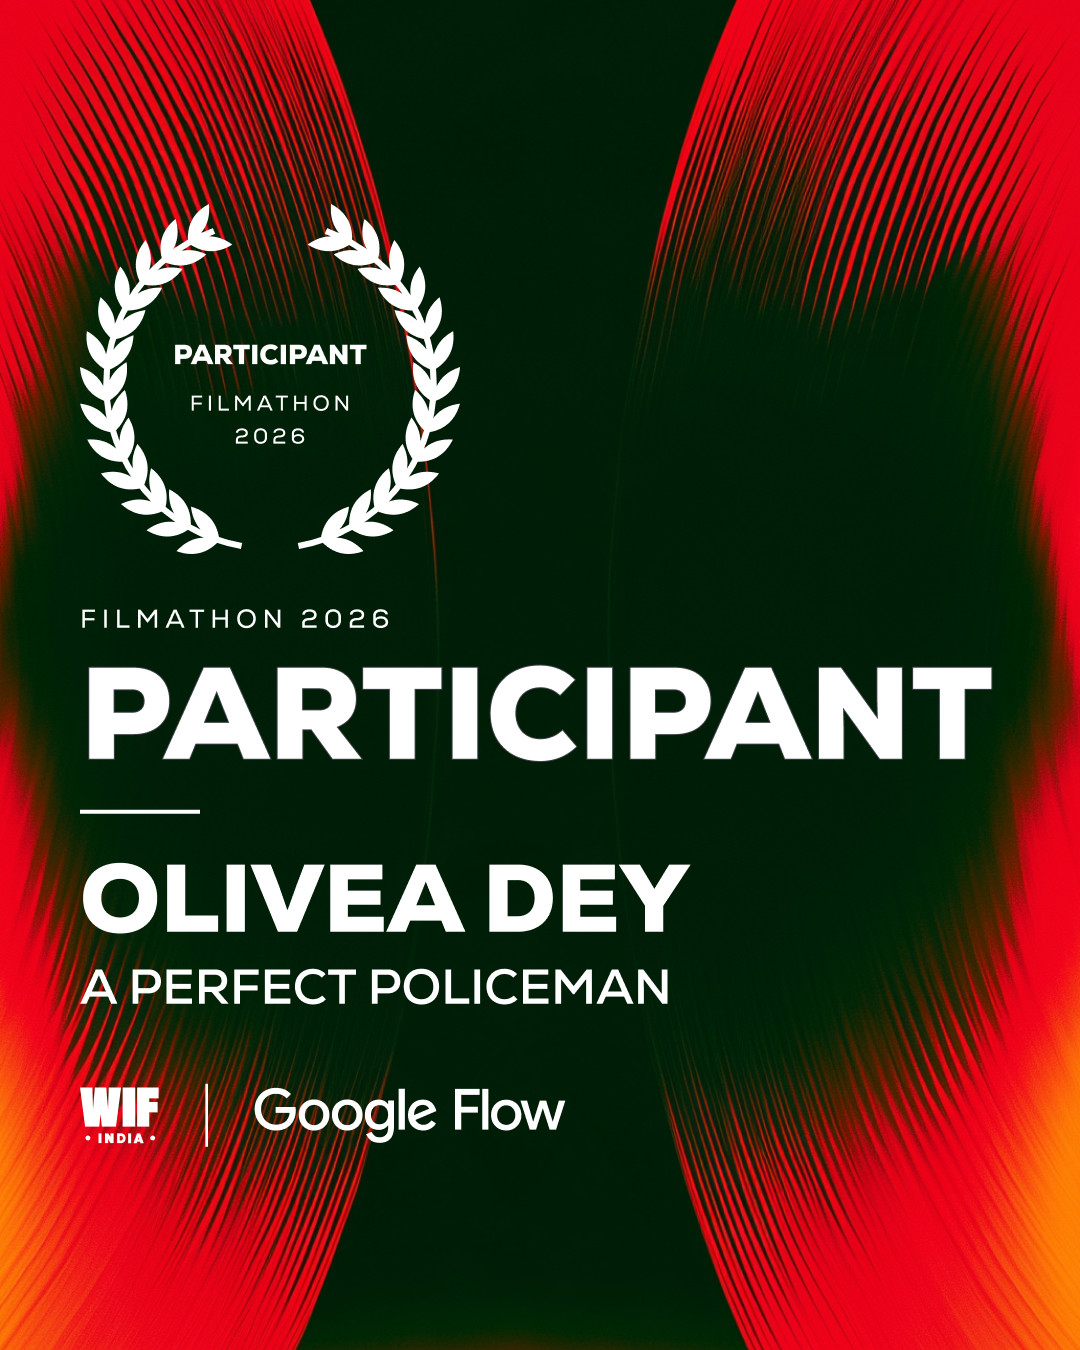 PARTICIPANT
FILMATHON
2026
FILMATHON 2026
PARTICIPANT
OLIVEA DEY
A PERFECT POLICEMAN
WIF
• INDIA •
Google Flow